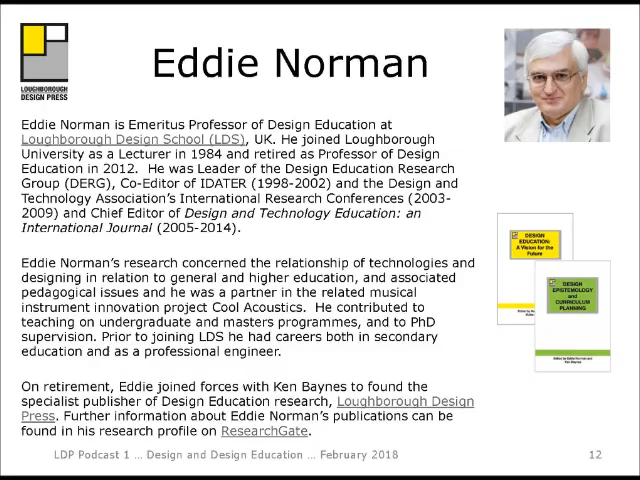 LOUGHBOROUGH
DESIGN PRESS
Eddie Norman
Eddie Norman is Emeritus Professor of Design Education at
Loughborough Design School (LDS), UK. He joined Loughborough
University as a Lecturer in 1984 and retired as Professor of Design
Education in 2012.  He was Leader of the Design Education Research
Group (DERG), Co-Editor of IDATER (1998-2002) and the Design and
Technology Association's International Research Conferences (2003-
2009) and Chief Editor of Design and Technology Education: an
International Journal (2005-2014).
Eddie Norman's research concerned the relationship of technologies and
designing in relation to general and higher education, and associated
pedagogical issues and he was a partner in the related musical
instrument innovation project Cool Acoustics.  He contributed to
teaching on undergraduate and masters programmes, and to PhD
supervision. Prior to joining LDS he had careers both in secondary
education and as a professional engineer.
On retirement, Eddie joined forces with Ken Baynes to found the
specialist publisher of Design Education research, Loughborough Design
Press. Further information about Eddie Norman's publications can be
found in his research profile on ResearchGate.
DESIGN
EDUCATION:
A Vision for the
Future
DESIGN
EPISTEMOLOGY
and
CURRICULUM
PLANNING
Edited by Eddie Norman and
Ken Baynes
LDP Podcast 1 … Design and Design Education … February 2018
12